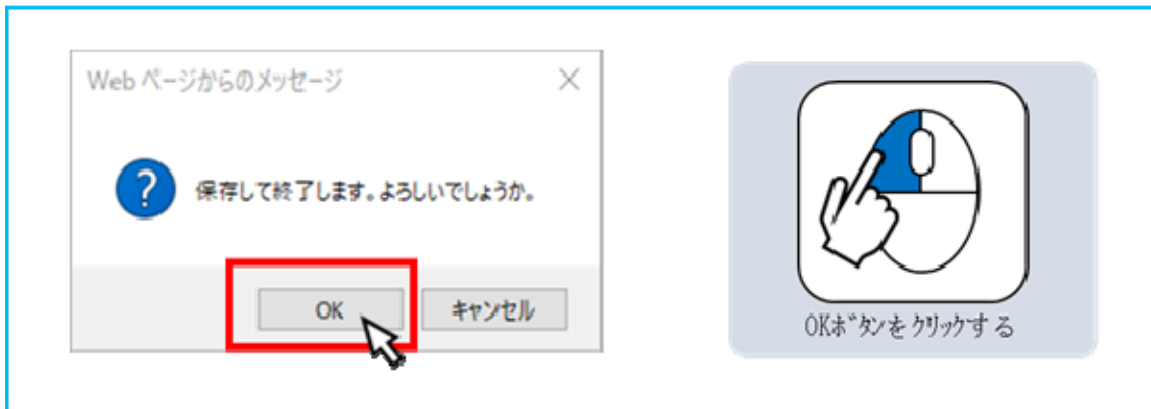 Web ページからのメッセージ
保存して終了します。よろしいでしょうか。
OK
キャンセル
OKボタンをクリックする